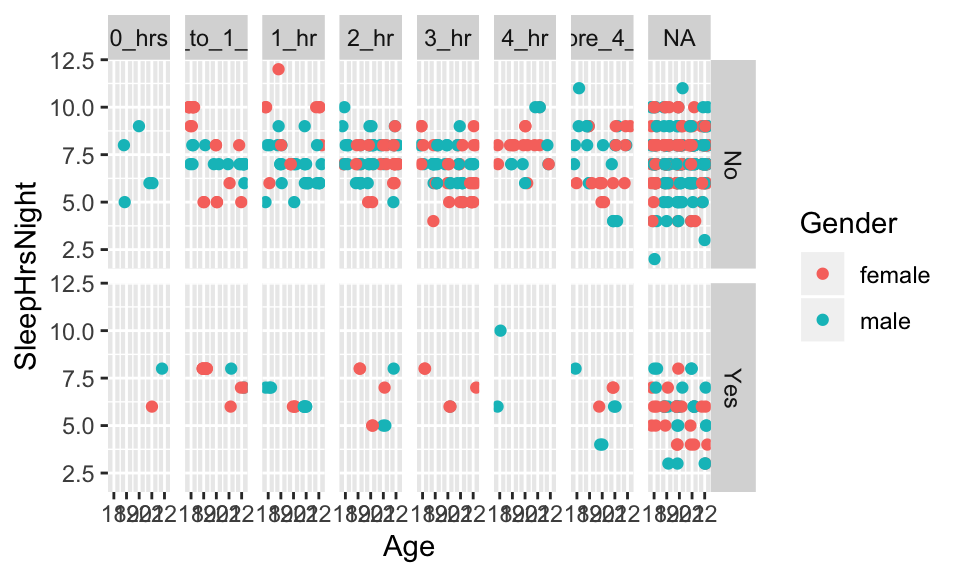 0_hrs _to_1_ 1_hr 2_hr 3_hr 4_hr ore_4_ NA
12.5
10.0
7.5
5.0
2.5
No
12.5
10.0
7.5
5.0
2.5
Yes
SleepHrsNight
Age
Gender
female
male